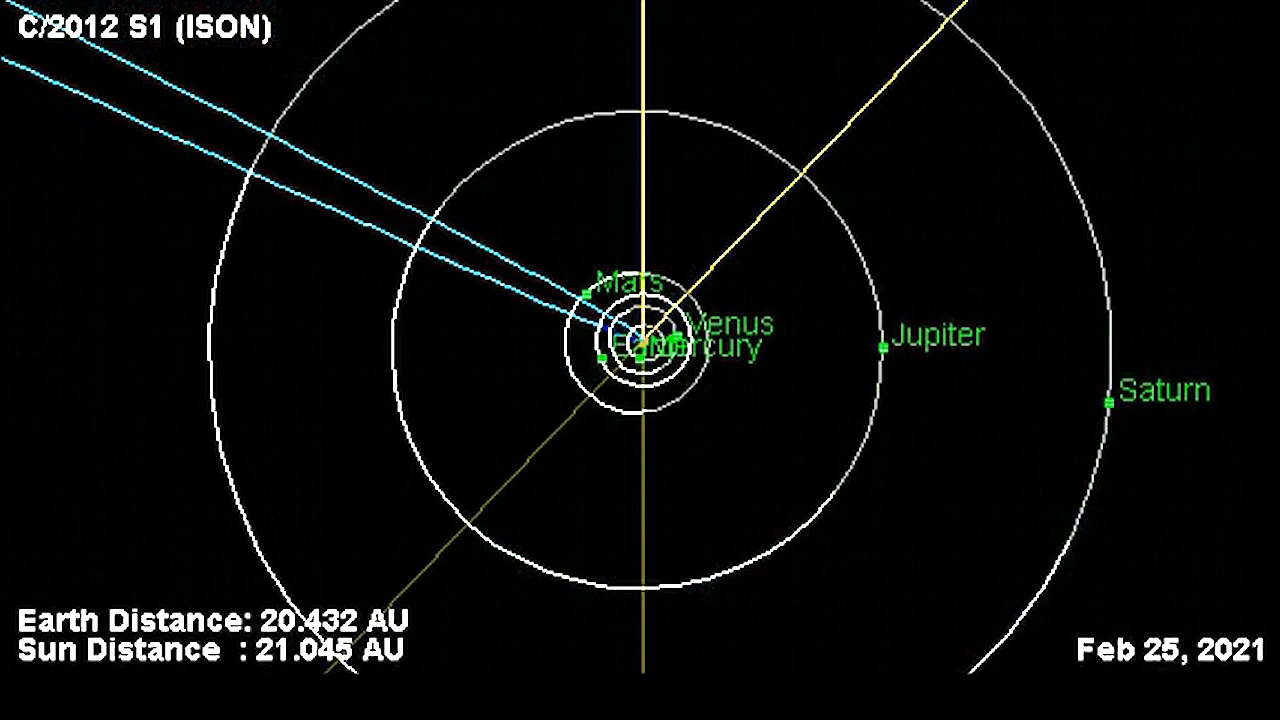 C/2012 S1 (ISON)
Mars
Venus
Earth
Mercury
Jupiter
Saturn
Earth Distance: 20.432 AU
Sun Distance : 21.045 AU
Feb 25, 2021